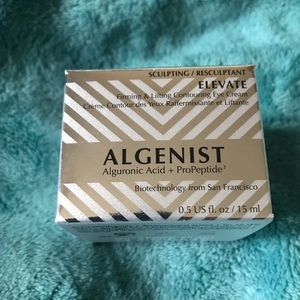 SCULPTING / RESCULPTANT
ELEVATE
Firming & Lifting Contouring Eye Cream
Crème Contour des Yeux Raffermissante et Liftante
ALGENIST
Alguronic Acid + ProPeptide³
Biotechnology from San Francisco
0.5 US fl. oz / 15 ml